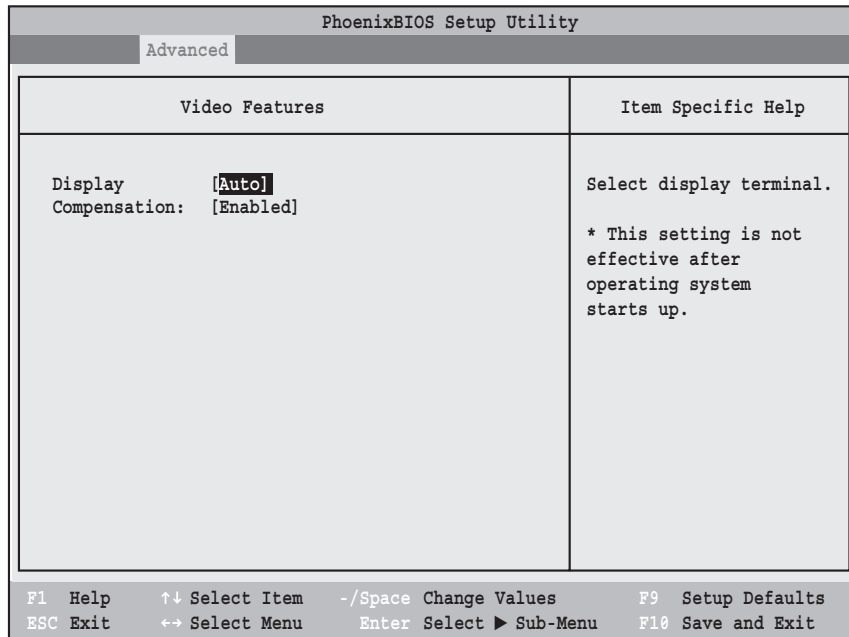 PhoenixBIOS Setup Utility
Advanced
Video Features
Item Specific Help
Display [Auto]
Compensation: [Enabled]
Select display terminal.
* This setting is not
effective after
operating system
starts up.
F1 Help ↑↓ Select Item -/Space Change Values F9 Setup Defaults
ESC Exit ←→ Select Menu Enter Select ▶ Sub-Menu F10 Save and Exit